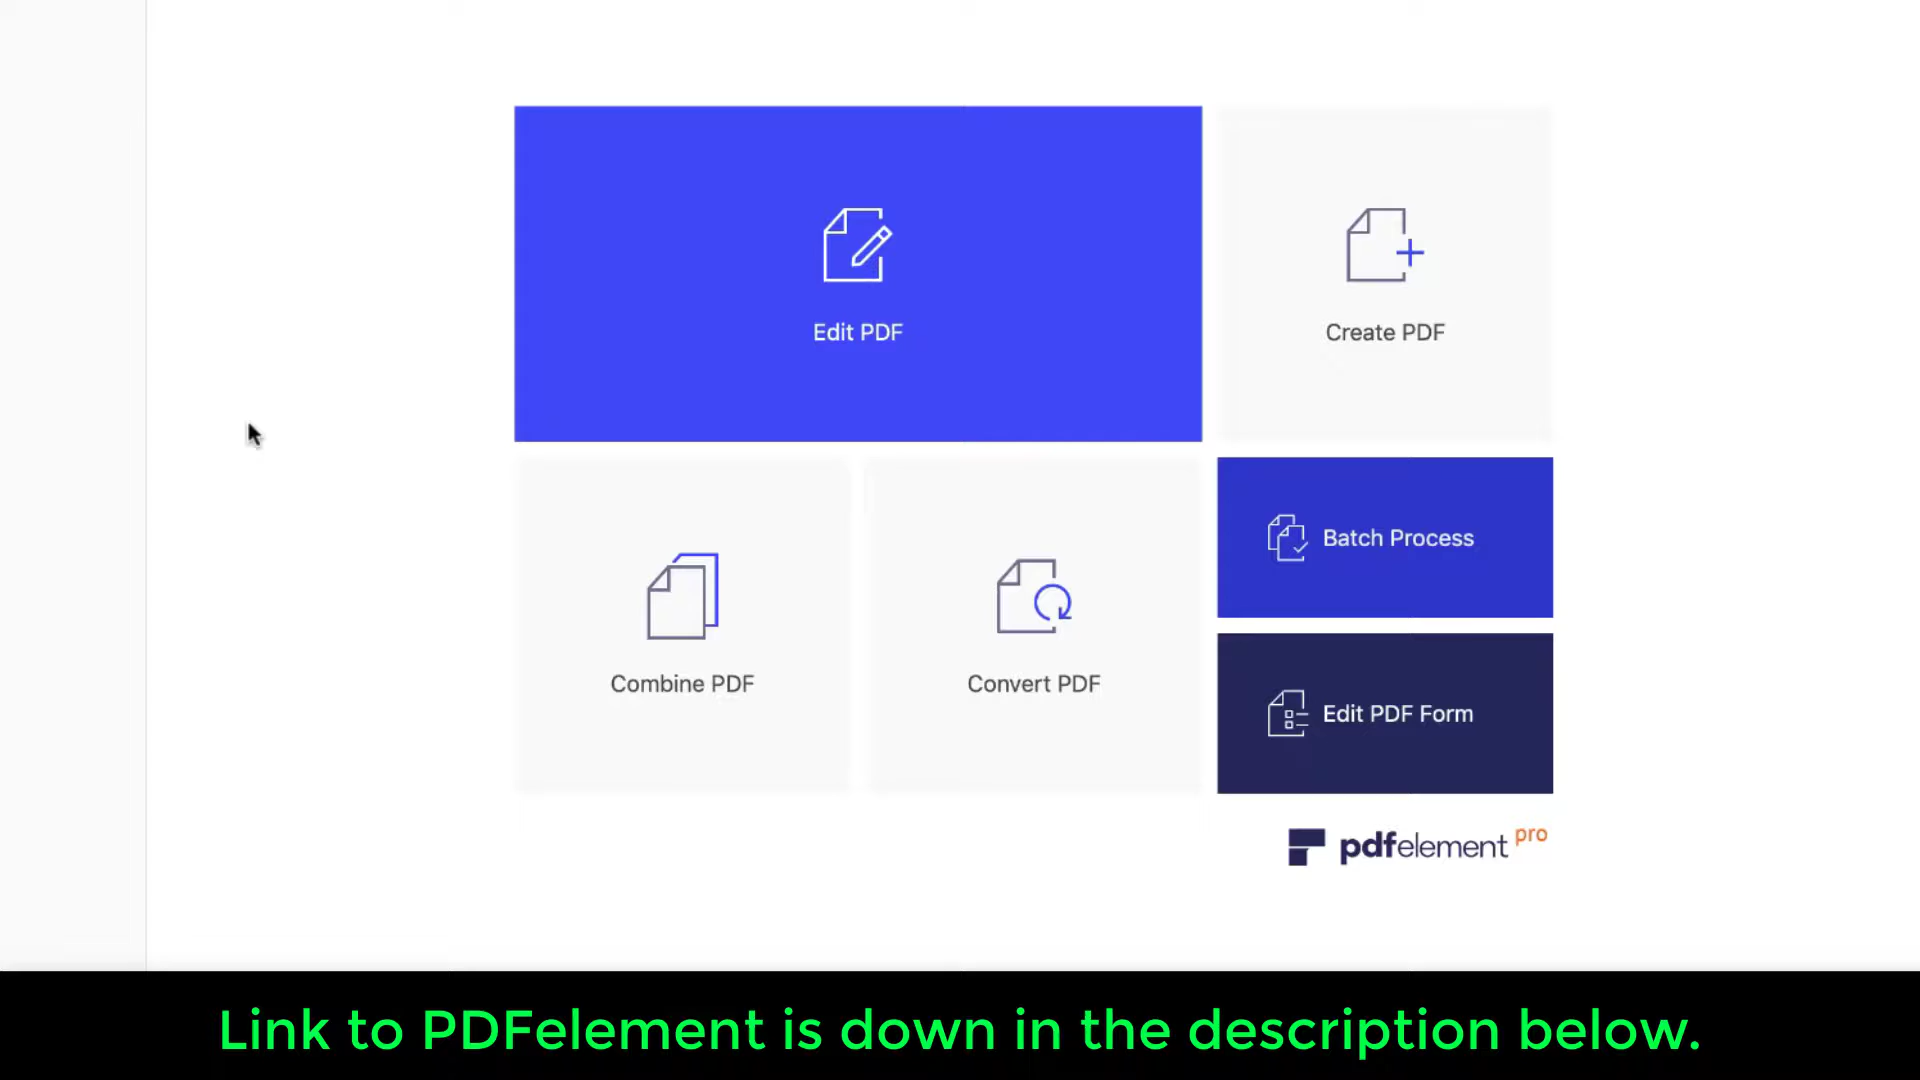 Edit PDF
Create PDF
Combine PDF
Convert PDF
Batch Process
Edit PDF Form
pdfelement pro
Link to PDFelement is down in the description below.